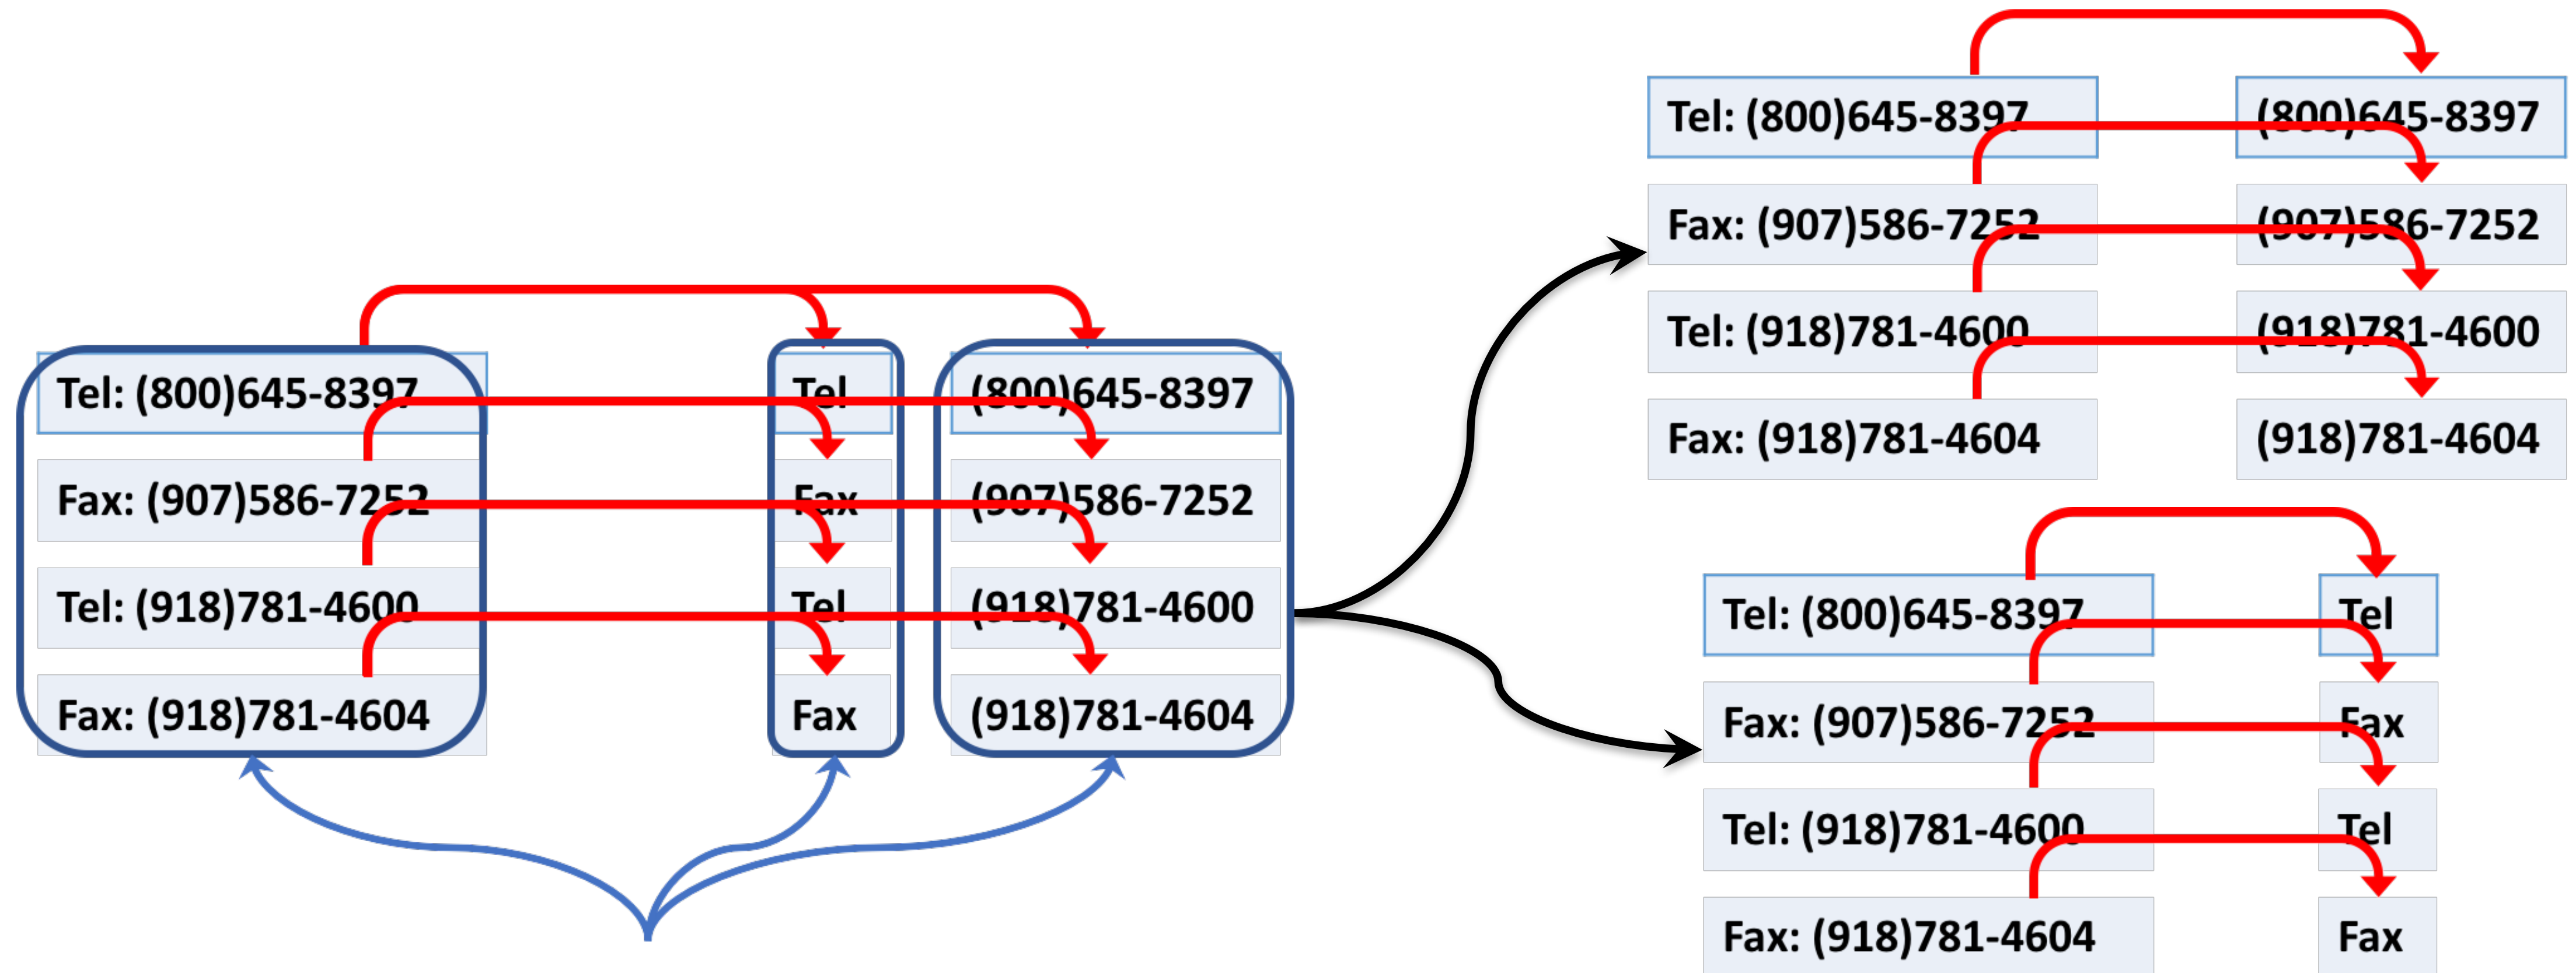 Tel: (800)645-8397 Tel (800)645-8397
Fax: (907)586-7252 Fax (907)586-7252
Tel: (918)781-4600 Tel (918)781-4600
Fax: (918)781-4604 Fax (918)781-4604
Tel: (800)645-8397 (800)645-8397
Fax: (907)586-7252 (907)586-7252
Tel: (918)781-4600 (918)781-4600
Fax: (918)781-4604 (918)781-4604
Tel: (800)645-8397 Tel
Fax: (907)586-7252 Fax
Tel: (918)781-4600 Tel
Fax: (918)781-4604 Fax